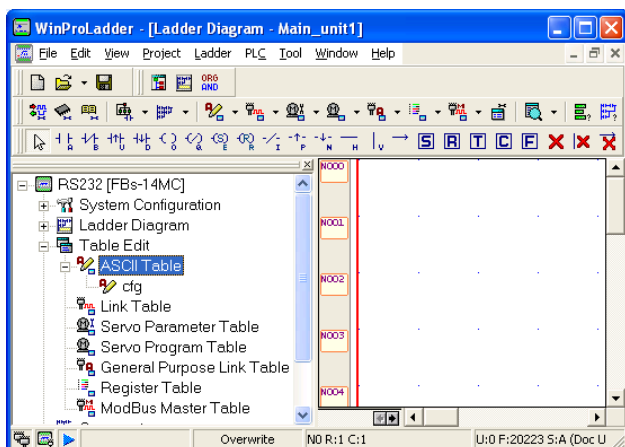 WinProLadder - [Ladder Diagram - Main_unit1]
File Edit View Project Ladder PLC Tool Window Help
ORG
AND
A B U D Q E S R I P N H V S R T C F
RS232 [FBs-14MC]
System Configuration
Ladder Diagram
Table Edit
ASCII Table
cfg
Link Table
Servo Parameter Table
Servo Program Table
General Purpose Link Table
Register Table
ModBus Master Table
N000
N001
N002
N003
N004
Overwrite N0 R:1 C:1 U:0 F:20223 S:A (Doc U